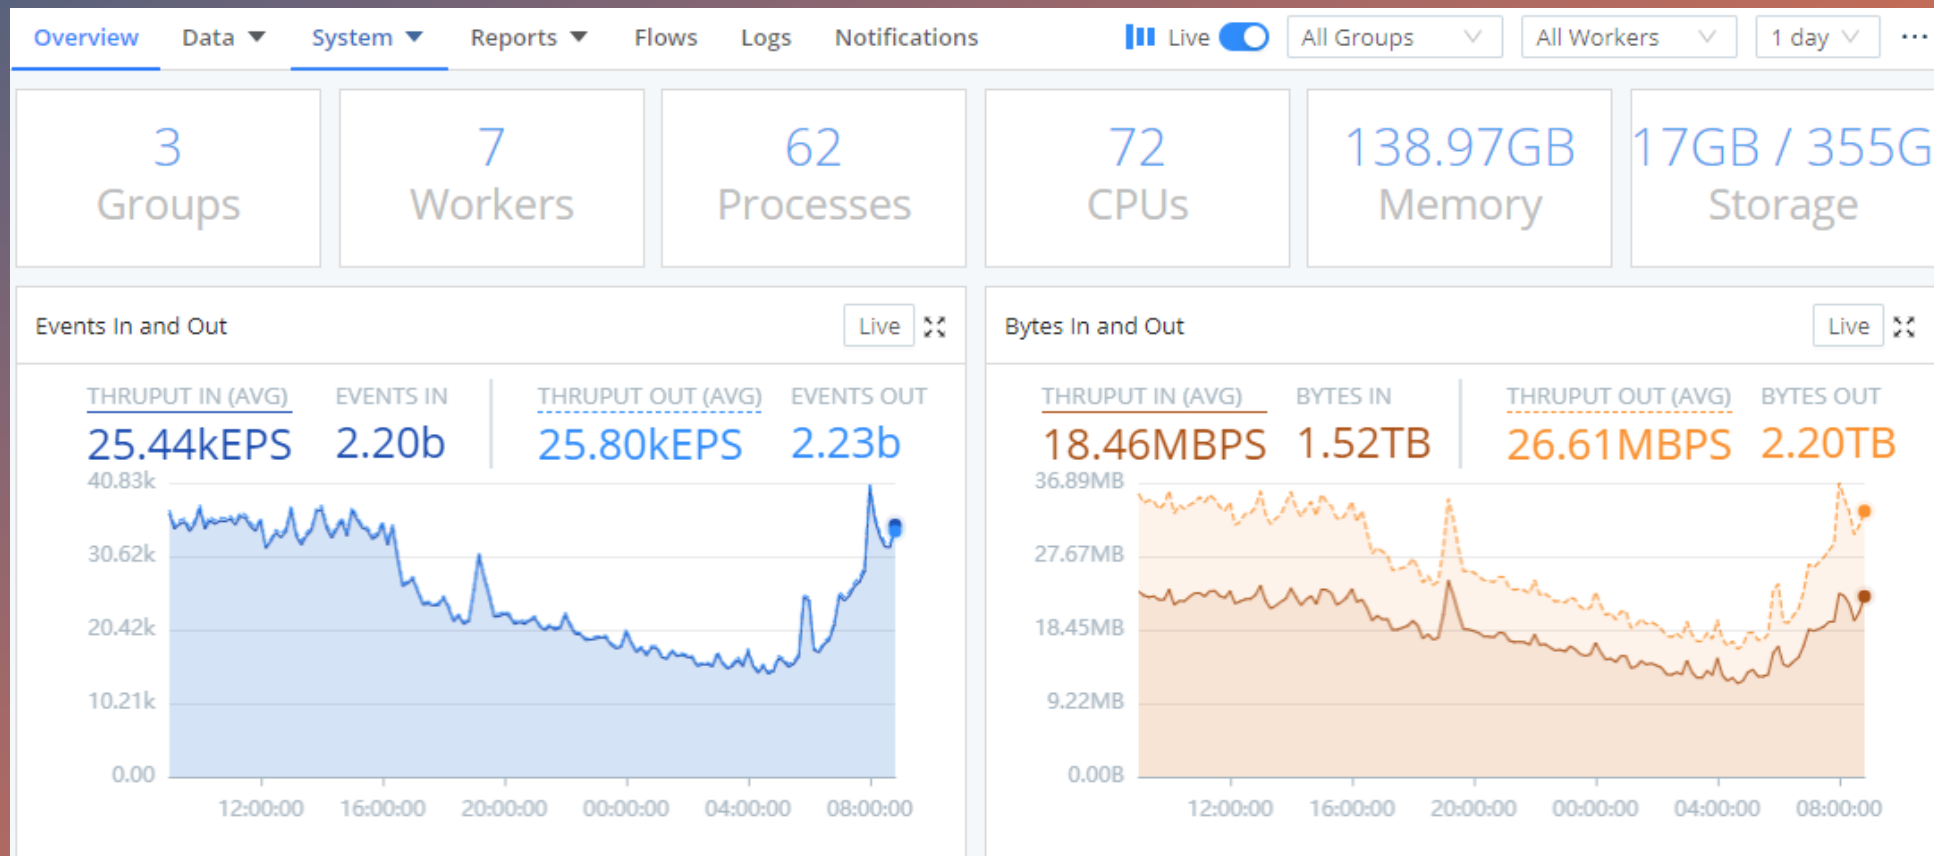 Overview Data System Reports Flows Logs Notifications Live All Groups All Workers 1 day ...
3 7 62 72 138.97GB 17GB / 355G
Groups Workers Processes CPUs Memory Storage
Events In and Out Live
THRUPUT IN (AVG) EVENTS IN THRUPUT OUT (AVG) EVENTS OUT
25.44kEPS 2.20b 25.80kEPS 2.23b
40.83k
30.62k
20.42k
10.21k
0.00
12:00:00 16:00:00 20:00:00 00:00:00 04:00:00 08:00:00
Bytes In and Out Live
THRUPUT IN (AVG) BYTES IN THRUPUT OUT (AVG) BYTES OUT
18.46MBPS 1.52TB 26.61MBPS 2.20TB
36.89MB
27.67MB
18.45MB
9.22MB
0.00B
12:00:00 16:00:00 20:00:00 00:00:00 04:00:00 08:00:00